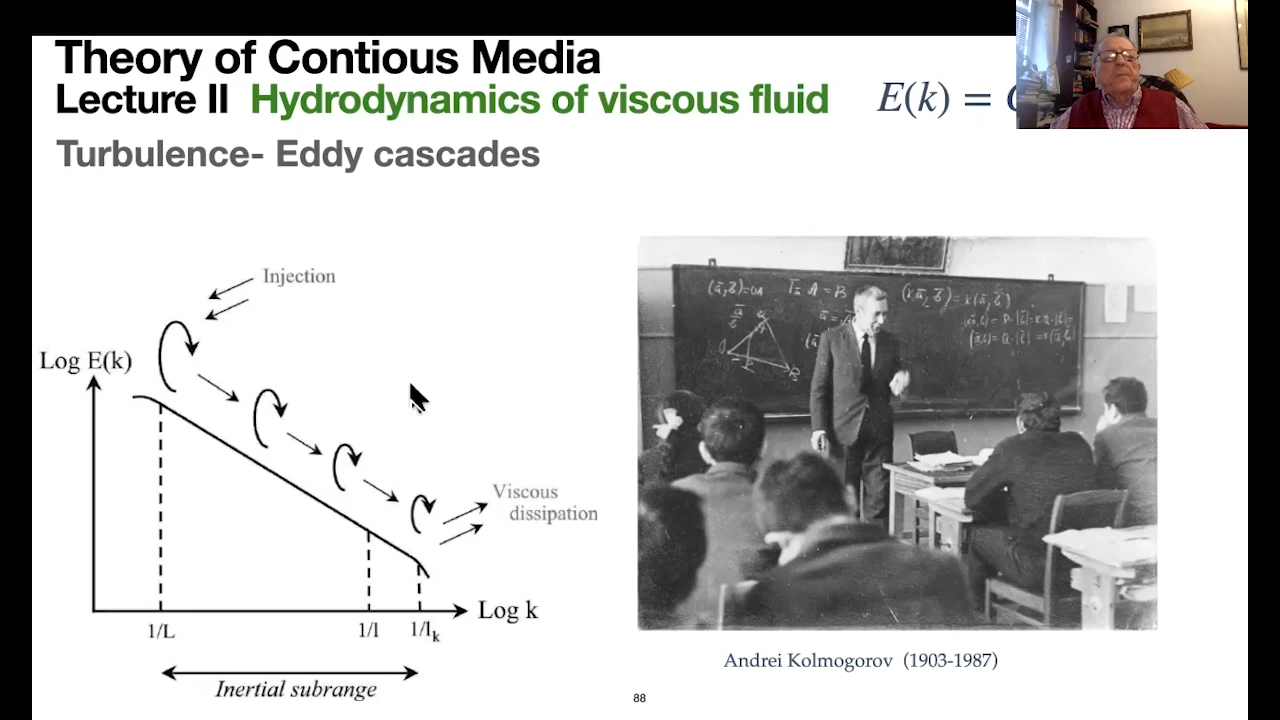 Theory of Contious Media
Lecture II Hydrodynamics of viscous fluid
E(k) =
Turbulence- Eddy cascades
Injection
Log E(k)
Viscous
dissipation
Log k
1/L 1/l 1/lk
Inertial subrange
Andrei Kolmogorov (1903-1987)
88